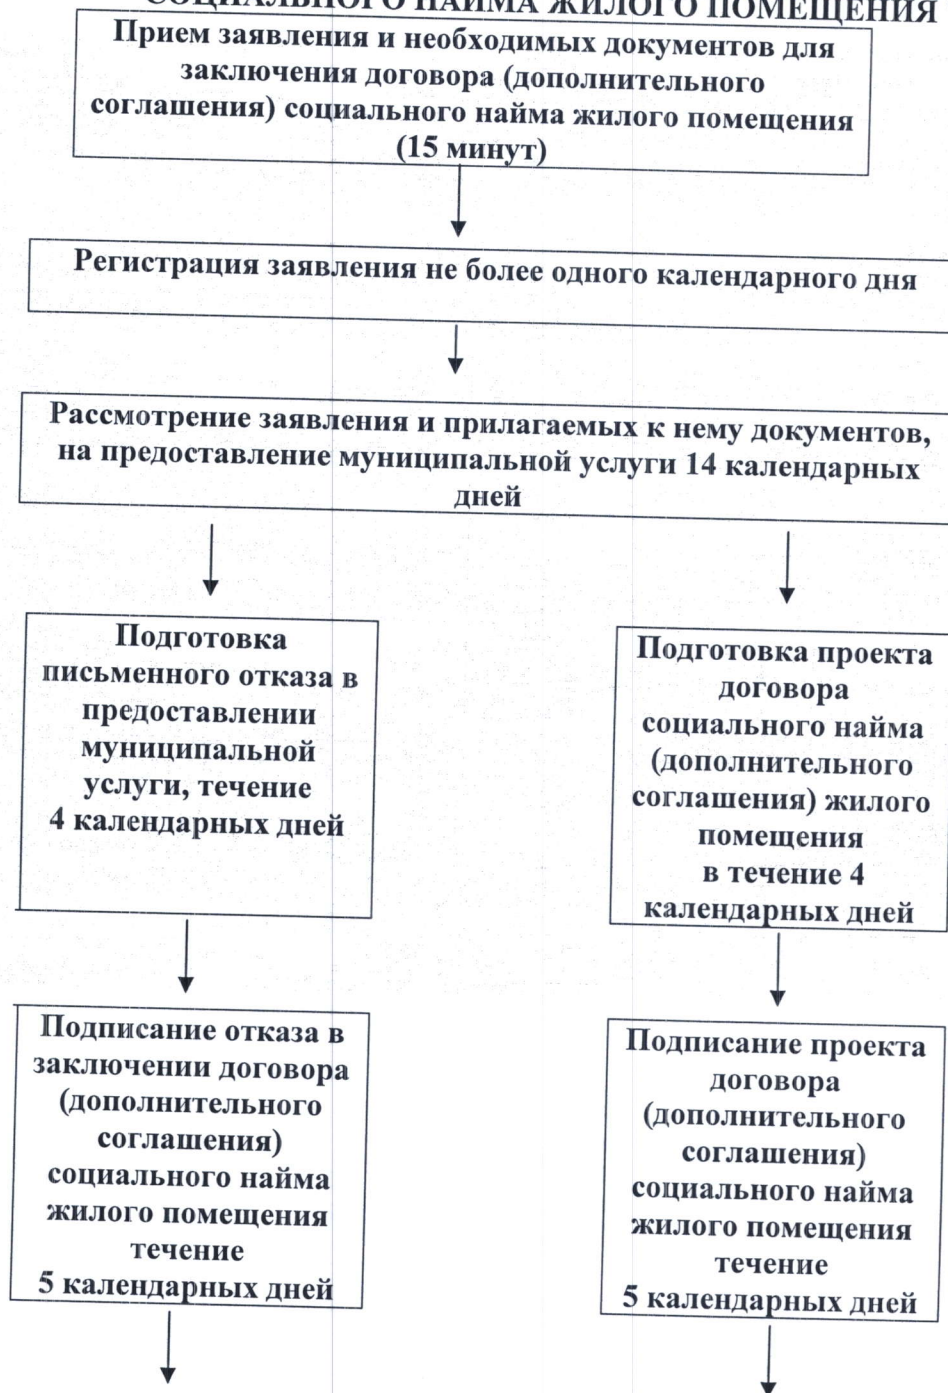 СОЦИАЛЬНОГО НАЙМА ЖИЛОГО ПОМЕЩЕНИЯ
Прием заявления и необходимых документов для
заключения договора (дополнительного
соглашения) социального найма жилого помещения
(15 минут)
Регистрация заявления не более одного календарного дня
Рассмотрение заявления и прилагаемых к нему документов,
на предоставление муниципальной услуги 14 календарных
дней
Подготовка
письменного отказа в
предоставлении
муниципальной
услуги, течение
4 календарных дней
Подготовка проекта
договора
социального найма
(дополнительного
соглашения) жилого
помещения
в течение 4
календарных дней
Подписание отказа в
заключении договора
(дополнительного
соглашения)
социального найма
жилого помещения
течение
5 календарных дней
Подписание проекта
договора
(дополнительного
соглашения)
социального найма
жилого помещения
течение
5 календарных дней